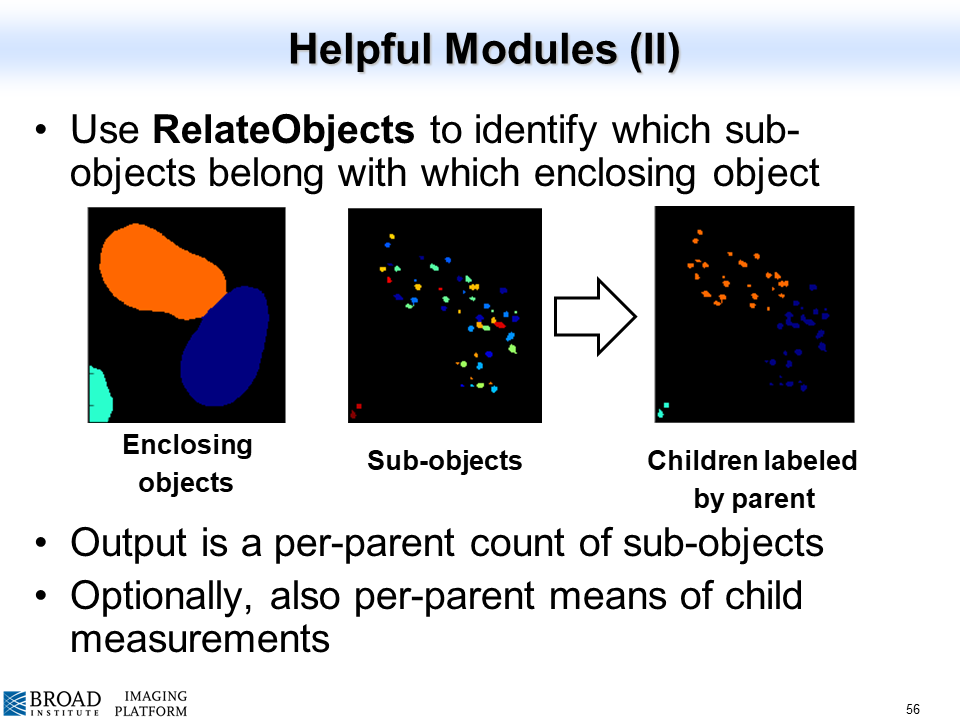 Helpful Modules (II)
• Use RelateObjects to identify which sub-
objects belong with which enclosing object
Enclosing
objects
Sub-objects
Children labeled
by parent
• Output is a per-parent count of sub-objects
• Optionally, also per-parent means of child
measurements
BROAD
INSTITUTE
IMAGING
PLATFORM
56